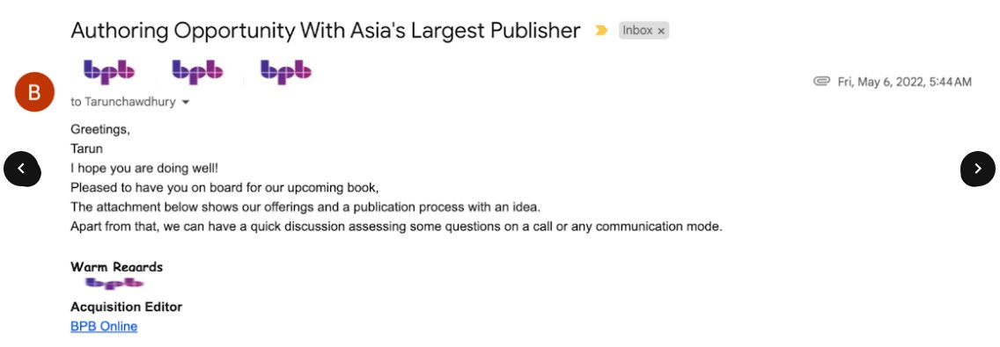 Authoring Opportunity With Asia's Largest Publisher Inbox ×
bpb bpb bpb
B
Fri, May 6, 2022, 5:44 AM
to Tarunchawdhury
Greetings,
Tarun
I hope you are doing well!
Pleased to have you on board for our upcoming book,
The attachment below shows our offerings and a publication process with an idea.
Apart from that, we can have a quick discussion assessing some questions on a call or any communication mode.
Warm Regards
bpb
Acquisition Editor
BPB Online